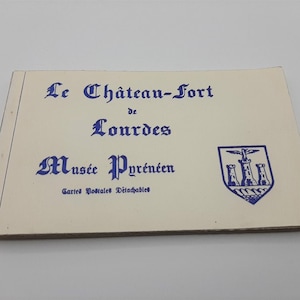 Le Château-Fort
de
Lourdes
Musée Pyrénéen
Cartes Postales Détachables